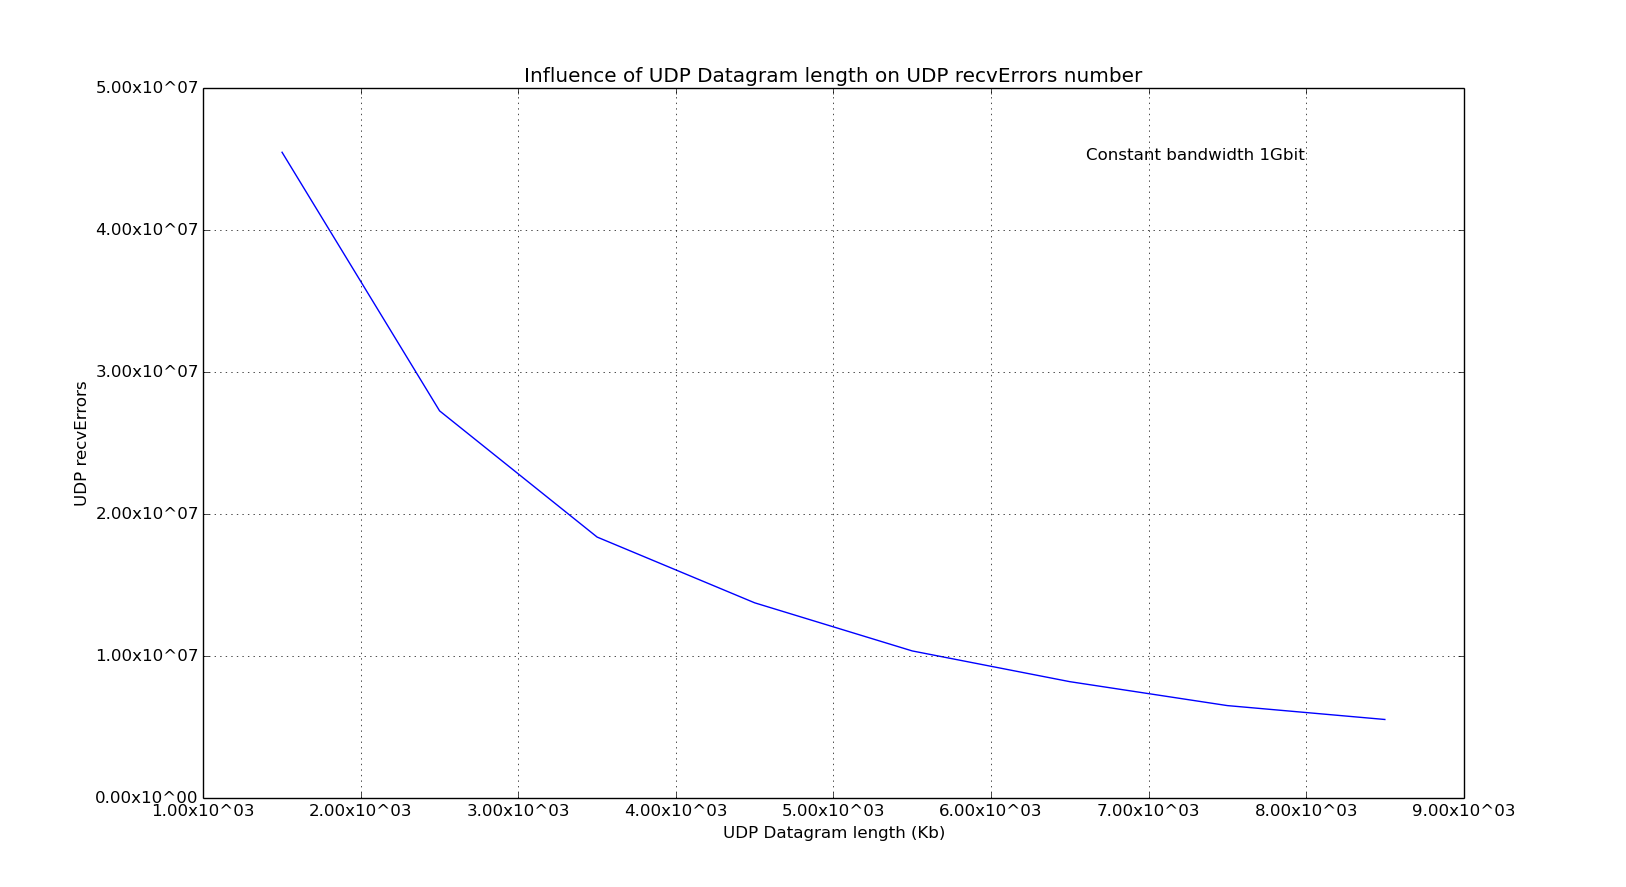 Influence of UDP Datagram length on UDP recvErrors number
5.00x10^07
Constant bandwidth 1Gbit
4.00x10^07
3.00x10^07
UDP recvErrors
2.00x10^07
1.00x10^07
0.00x10^00
1.00x10^03 2.00x10^03 3.00x10^03 4.00x10^03 5.00x10^03 6.00x10^03 7.00x10^03 8.00x10^03 9.00x10^03
UDP Datagram length (Kb)